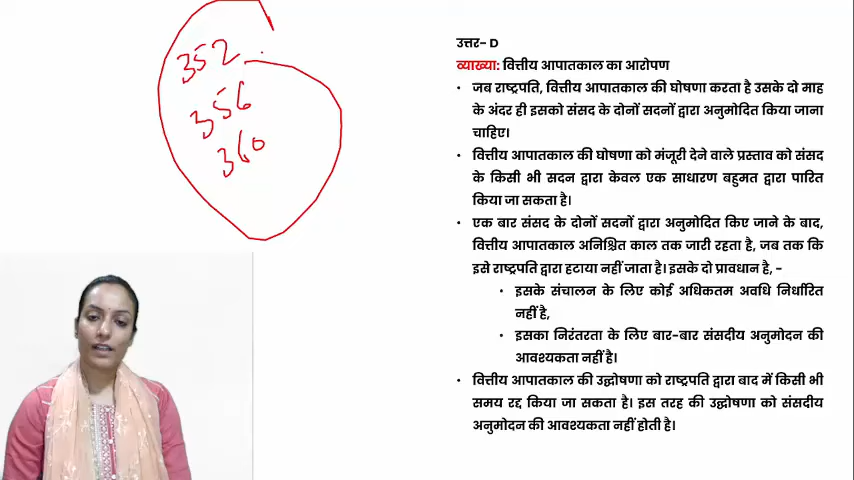 352
356
360
उत्तर- D
व्याख्या: वित्तीय आपातकाल का आरोपण
• जब राष्ट्रपति, वित्तीय आपातकाल की घोषणा करता है उसके दो माह
के अंदर ही इसको संसद के दोनों सदनों द्वारा अनुमोदित किया जाना
चाहिए।
• वित्तीय आपातकाल की घोषणा को मंजूरी देने वाले प्रस्ताव को संसद
के किसी भी सदन द्वारा केवल एक साधारण बहुमत द्वारा पारित
किया जा सकता है।
• एक बार संसद के दोनों सदनों द्वारा अनुमोदित किए जाने के बाद,
वित्तीय आपातकाल अनिश्चित काल तक जारी रहता है, जब तक कि
इसे राष्ट्रपति द्वारा हटाया नहीं जाता है। इसके दो प्रावधान है, -
• इसके संचालन के लिए कोई अधिकतम अवधि निर्धारित
नहीं है,
• इसका निरंतरता के लिए बार-बार संसदीय अनुमोदन की
आवश्यकता नहीं है।
• वित्तीय आपातकाल की उद्घोषणा को राष्ट्रपति द्वारा बाद में किसी भी
समय रद्द किया जा सकता है। इस तरह की उद्घोषणा को संसदीय
अनुमोदन की आवश्यकता नहीं होती है।